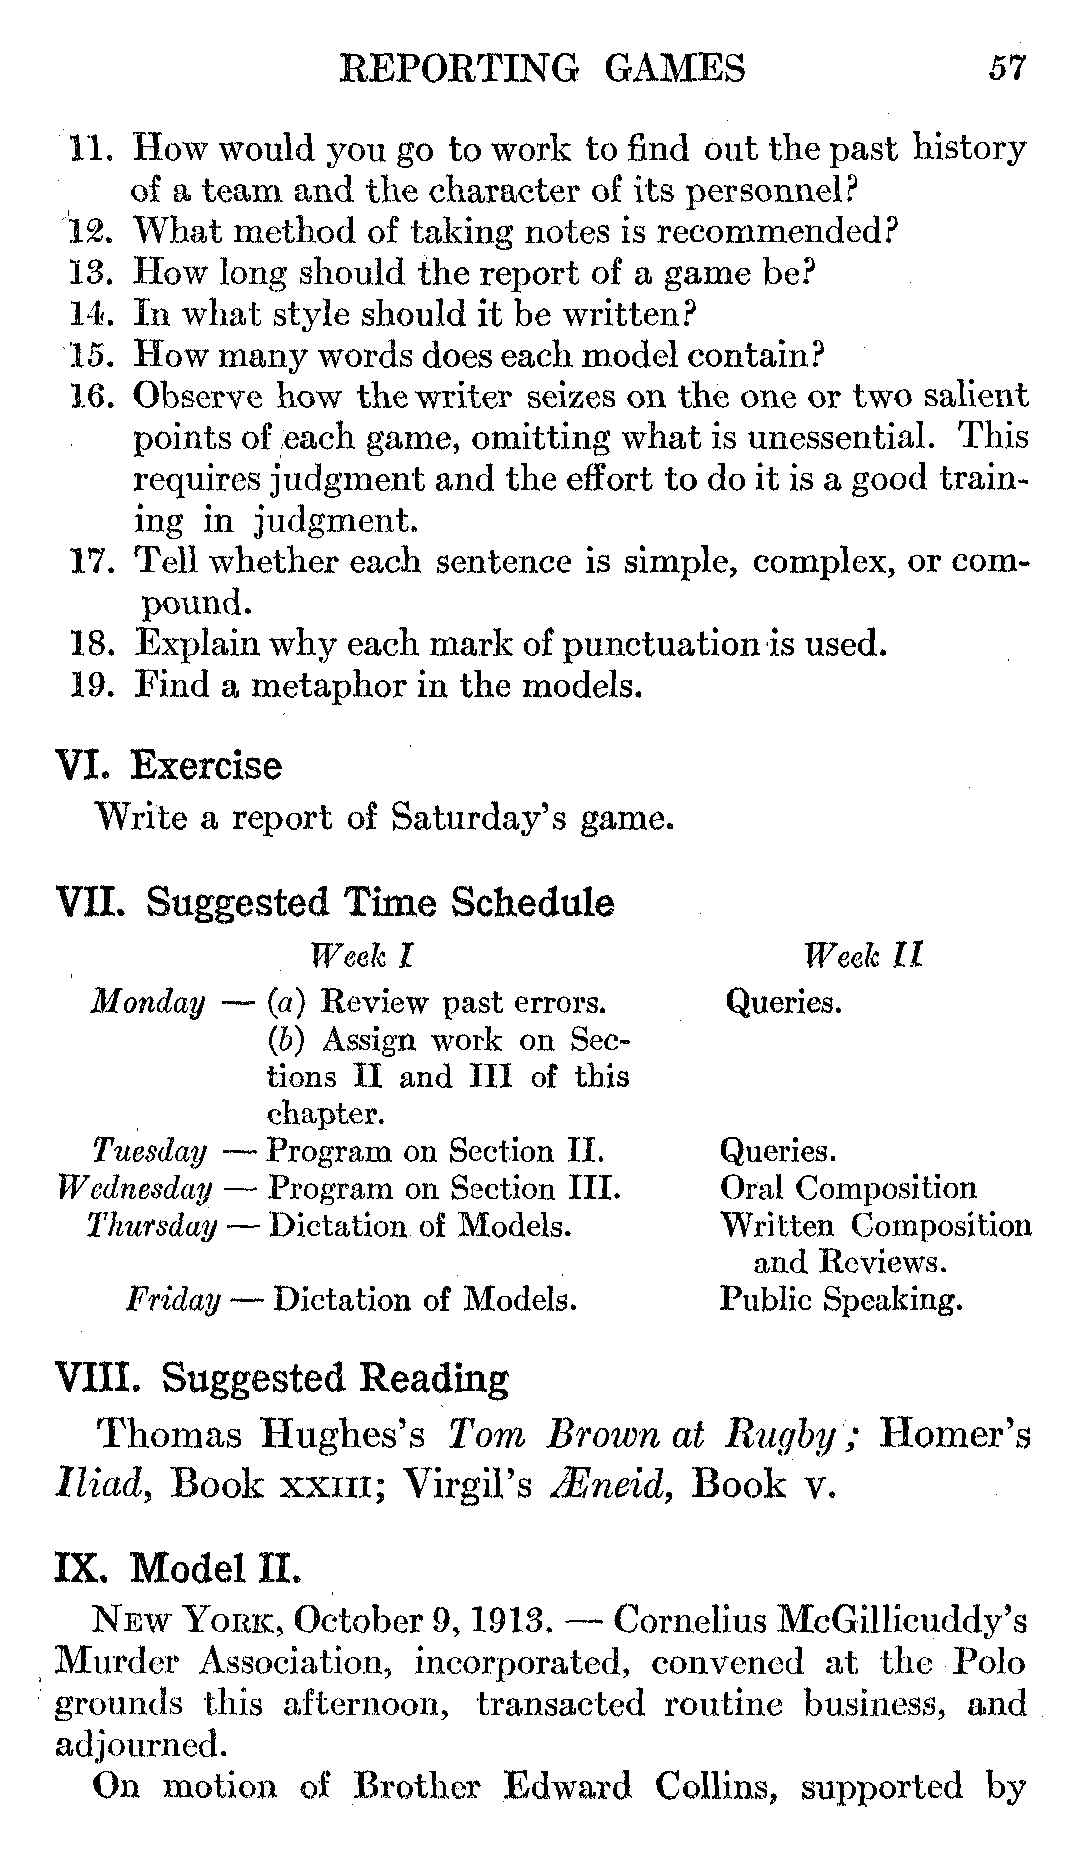 REPORTING GAMES 57
11. How would you go to work to find out the past history
of a team and the character of its personnel?
12. What method of taking notes is recommended?
13. How long should the report of a game be?
14. In what style should it be written?
15. How many words does each model contain?
16. Observe how the writer seizes on the one or two salient
points of each game, omitting what is unessential. This
requires judgment and the effort to do it is a good train-
ing in judgment.
17. Tell whether each sentence is simple, complex, or com-
pound.
18. Explain why each mark of punctuation is used.
19. Find a metaphor in the models.
VI. Exercise
Write a report of Saturday's game.
VII. Suggested Time Schedule
Week I Week II
Monday — (a) Review past errors. Queries.
(b) Assign work on Sec-
tions II and III of this
chapter.
Tuesday — Program on Section II. Queries.
Wednesday — Program on Section III. Oral Composition
Thursday — Dictation of Models. Written Composition
and Reviews.
Friday — Dictation of Models. Public Speaking.
VIII. Suggested Reading
Thomas Hughes's Tom Brown at Rugby; Homer's
Iliad, Book XXIII; Virgil's Æneid, Book V.
IX. Model II.
NEW YORK, October 9, 1913. — Cornelius McGillicuddy's
Murder Association, incorporated, convened at the Polo
grounds this afternoon, transacted routine business, and
adjourned.
On motion of Brother Edward Collins, supported by